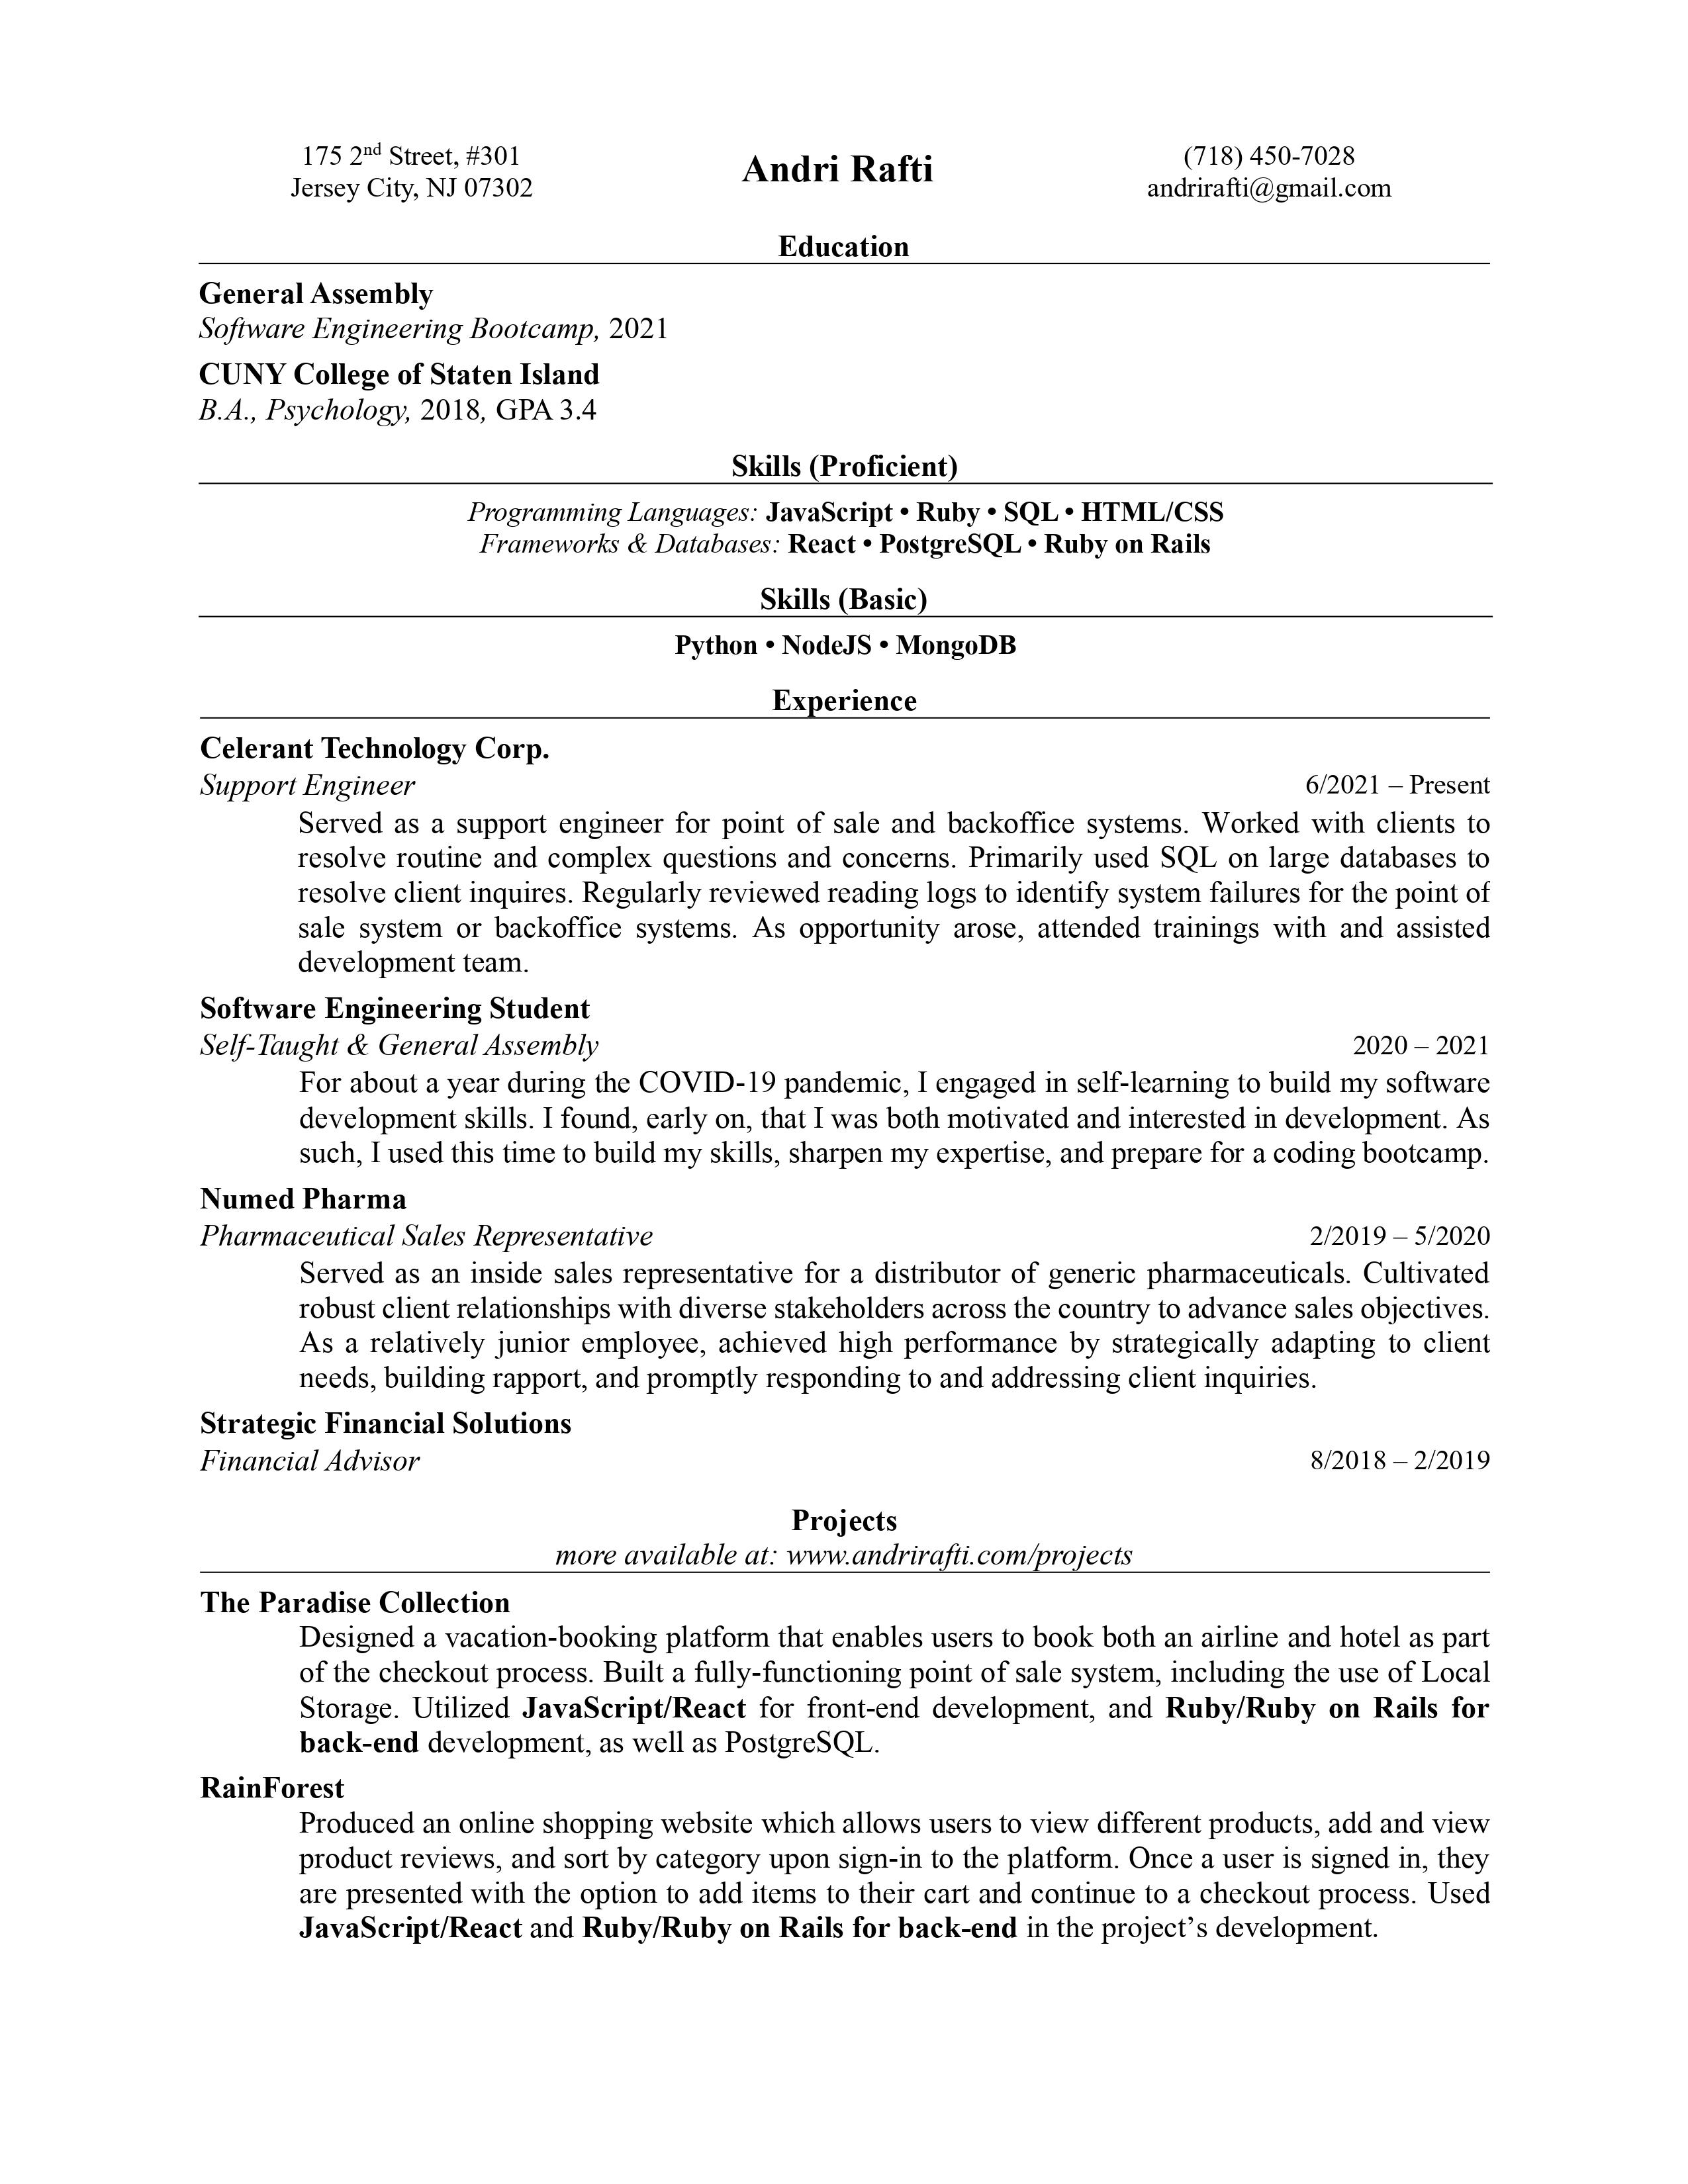 175 2nd Street, #301
Jersey City, NJ 07302
Andri Rafti
(718) 450-7028
andrirafti@gmail.com
Education
General Assembly
Software Engineering Bootcamp, 2021
CUNY College of Staten Island
B.A., Psychology, 2018, GPA 3.4
Skills (Proficient)
Programming Languages: JavaScript • Ruby • SQL • HTML/CSS
Frameworks & Databases: React • PostgreSQL • Ruby on Rails
Skills (Basic)
Python • NodeJS • MongoDB
Experience
Celerant Technology Corp.
Support Engineer 6/2021 – Present
Served as a support engineer for point of sale and backoffice systems. Worked with clients to
resolve routine and complex questions and concerns. Primarily used SQL on large databases to
resolve client inquires. Regularly reviewed reading logs to identify system failures for the point of
sale system or backoffice systems. As opportunity arose, attended trainings with and assisted
development team.
Software Engineering Student
Self-Taught & General Assembly 2020 – 2021
For about a year during the COVID-19 pandemic, I engaged in self-learning to build my software
development skills. I found, early on, that I was both motivated and interested in development. As
such, I used this time to build my skills, sharpen my expertise, and prepare for a coding bootcamp.
Numed Pharma
Pharmaceutical Sales Representative 2/2019 – 5/2020
Served as an inside sales representative for a distributor of generic pharmaceuticals. Cultivated
robust client relationships with diverse stakeholders across the country to advance sales objectives.
As a relatively junior employee, achieved high performance by strategically adapting to client
needs, building rapport, and promptly responding to and addressing client inquiries.
Strategic Financial Solutions
Financial Advisor 8/2018 – 2/2019
Projects
more available at: www.andrirafti.com/projects
The Paradise Collection
Designed a vacation-booking platform that enables users to book both an airline and hotel as part
of the checkout process. Built a fully-functioning point of sale system, including the use of Local
Storage. Utilized JavaScript/React for front-end development, and Ruby/Ruby on Rails for
back-end development, as well as PostgreSQL.
RainForest
Produced an online shopping website which allows users to view different products, add and view
product reviews, and sort by category upon sign-in to the platform. Once a user is signed in, they
are presented with the option to add items to their cart and continue to a checkout process. Used
JavaScript/React and Ruby/Ruby on Rails for back-end in the project’s development.